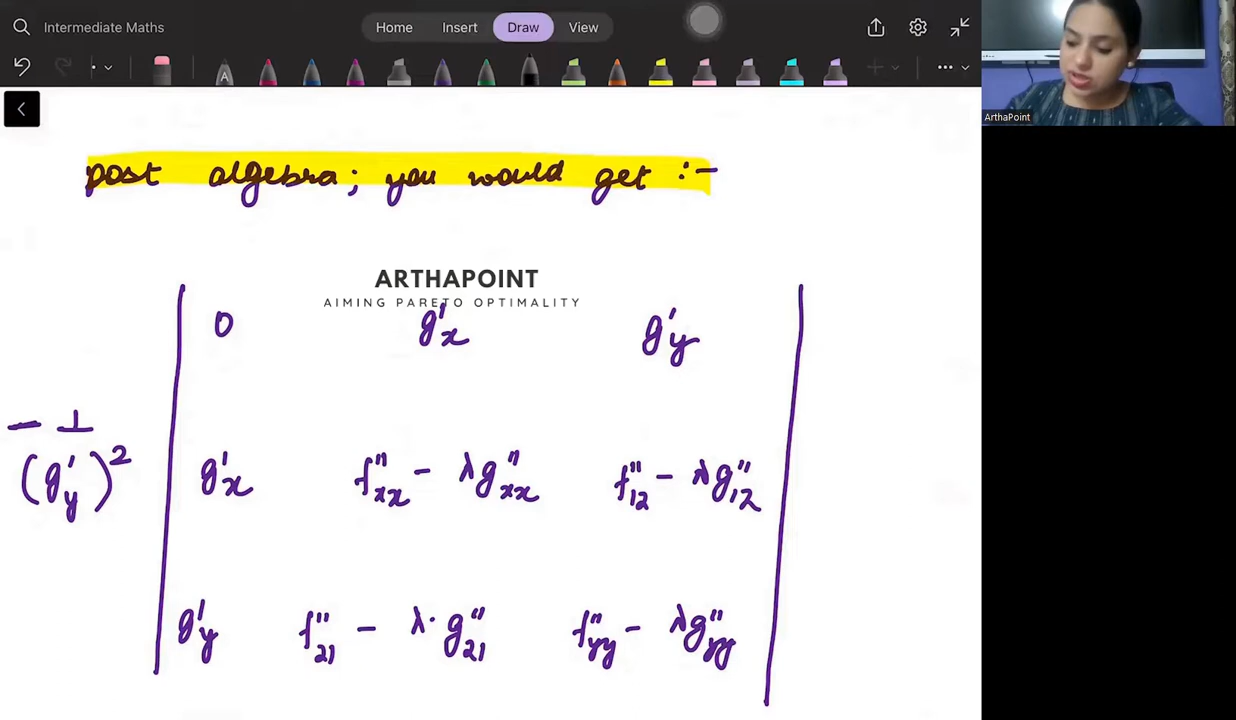 Intermediate Maths
Home Insert Draw View
A
ArthaPoint
post algebra; you would get :-
ARTHAPOINT
AIMING PARETO OPTIMALITY
0 g'x g'y
- 1
(g'y)²
g'x f''xx - λg''xx f''12 - λg''12
g'y f''21 - λ· g''21 f''yy - λg''yy